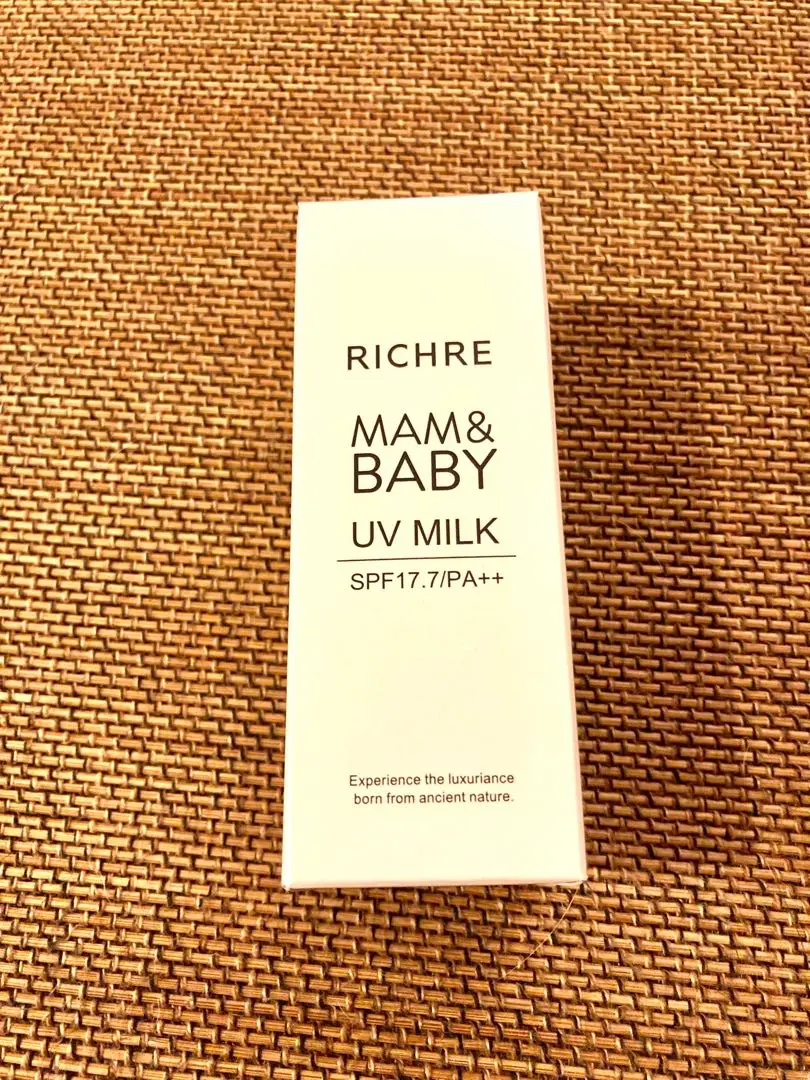 RICHRE
MAM&
BABY
UV MILK
SPF17.7/PA++
Experience the luxuriance
born from ancient nature.